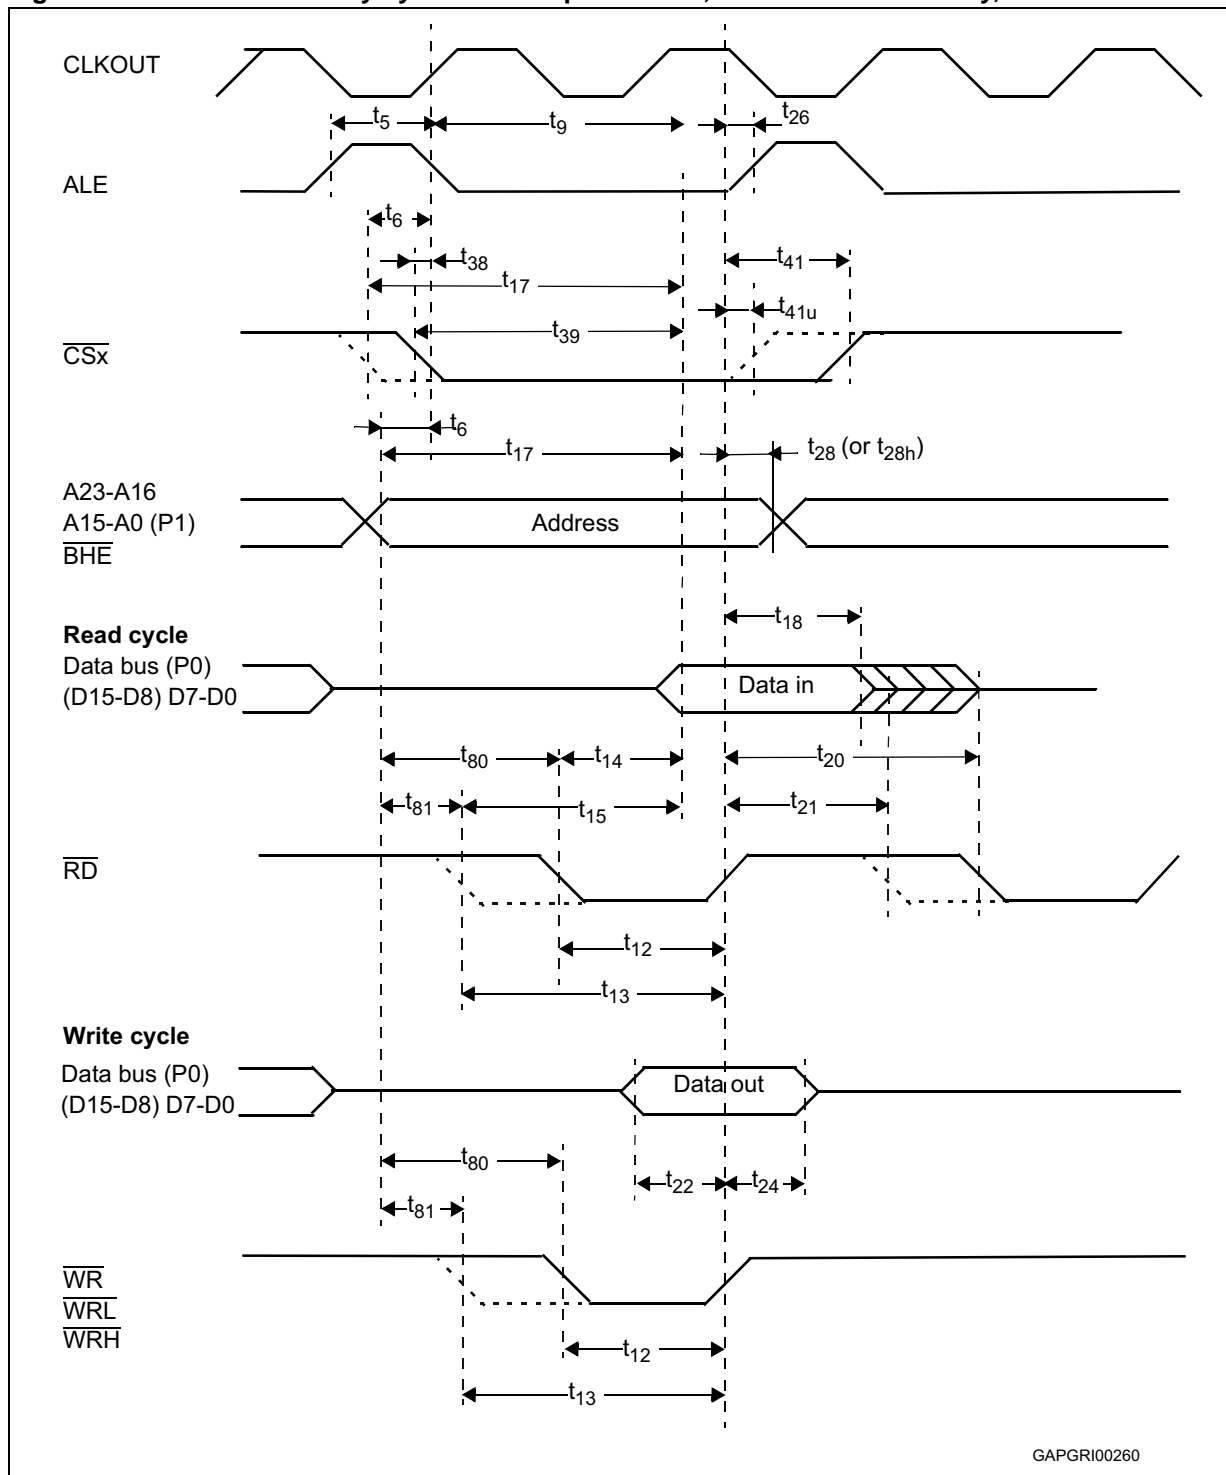 CLKOUT
t5
t9
t26
ALE
t6
t38
t41
t17
t41u
t39
CSx
t6
t17
t28 (or t28h)
A23-A16
A15-A0 (P1)
Address
BHE
t18
Read cycle
Data bus (P0)
Data in
(D15-D8) D7-D0
t80
t14
t20
t81
t15
t21
RD
t12
t13
Write cycle
Data bus (P0)
Data out
(D15-D8) D7-D0
t80
t22
t24
t81
WR
WRL
WRH
t12
t13
GAPGRI00260